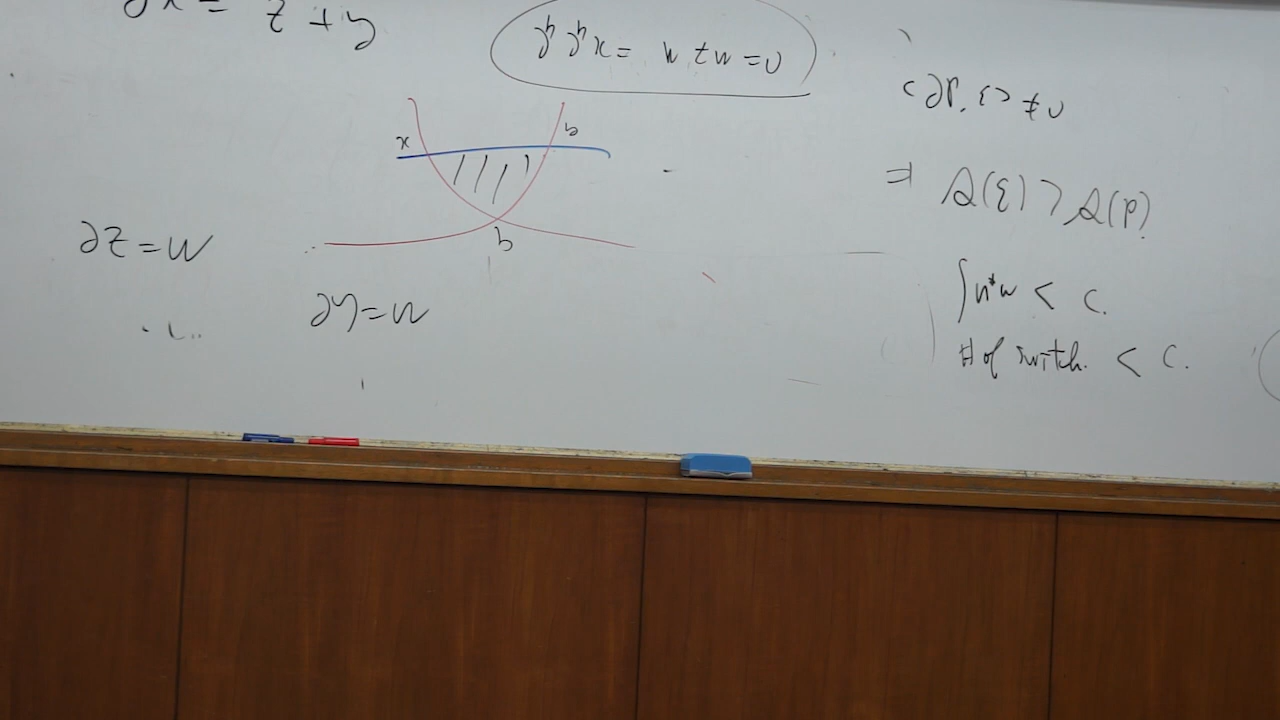 ∂x = z + y
∂∂x = w + w = 0
<∂p, q> ≠ 0
x
⇒ A(q) > A(p)
∂z = w
∂y = w
∫u*ω < C.
# of switch. < C.